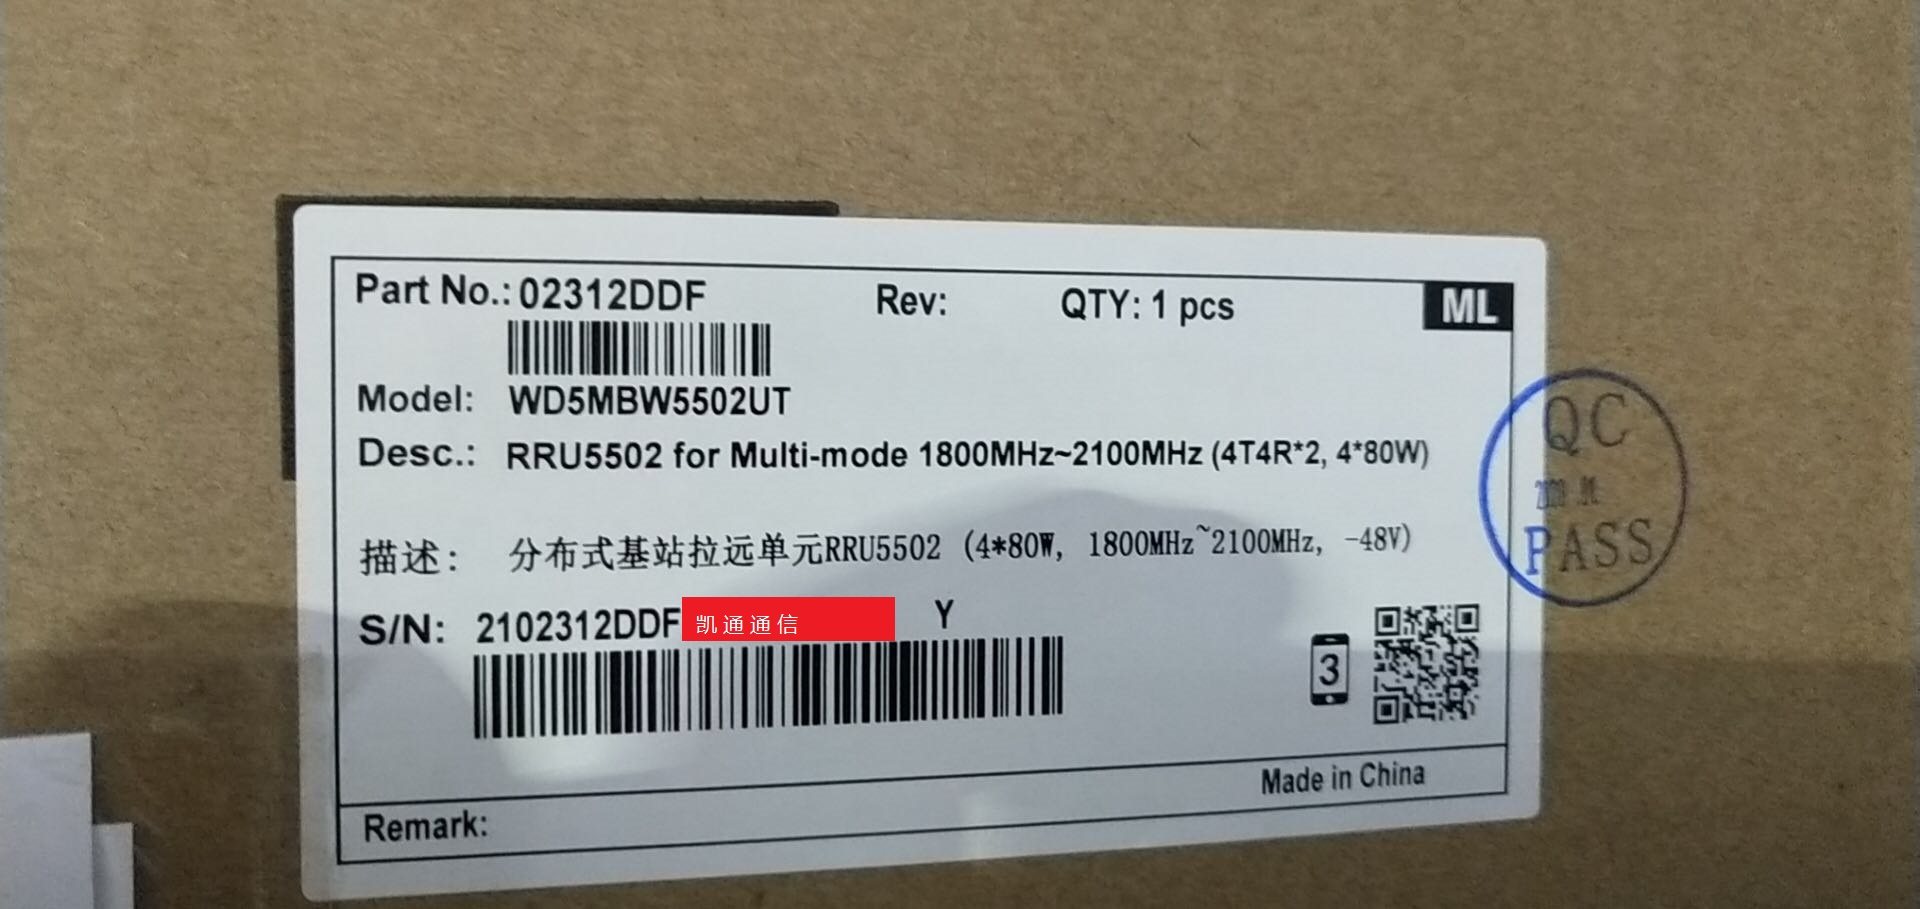 Part No.: 02312DDF Rev: QTY: 1 pcs ML
Model: WD5MBW5502UT
Desc.: RRU5502 for Multi-mode 1800MHz~2100MHz (4T4R*2, 4*80W)
描述: 分布式基站拉远单元RRU5502 (4*80W, 1800MHz~2100MHz, -48V)
S/N: 2102312DDF 凯通通信 Y
3
Made in China
Remark:
QC
PASS